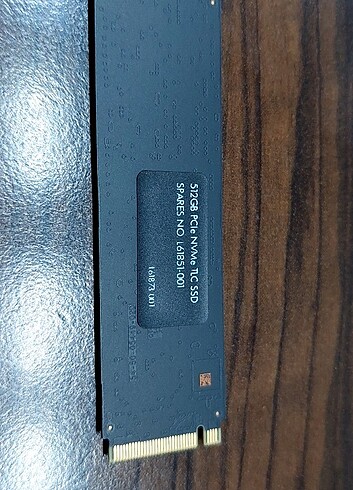 512GB PCIe NVMe TLC SSD
SPARES NO. L61851-001
L61873 001